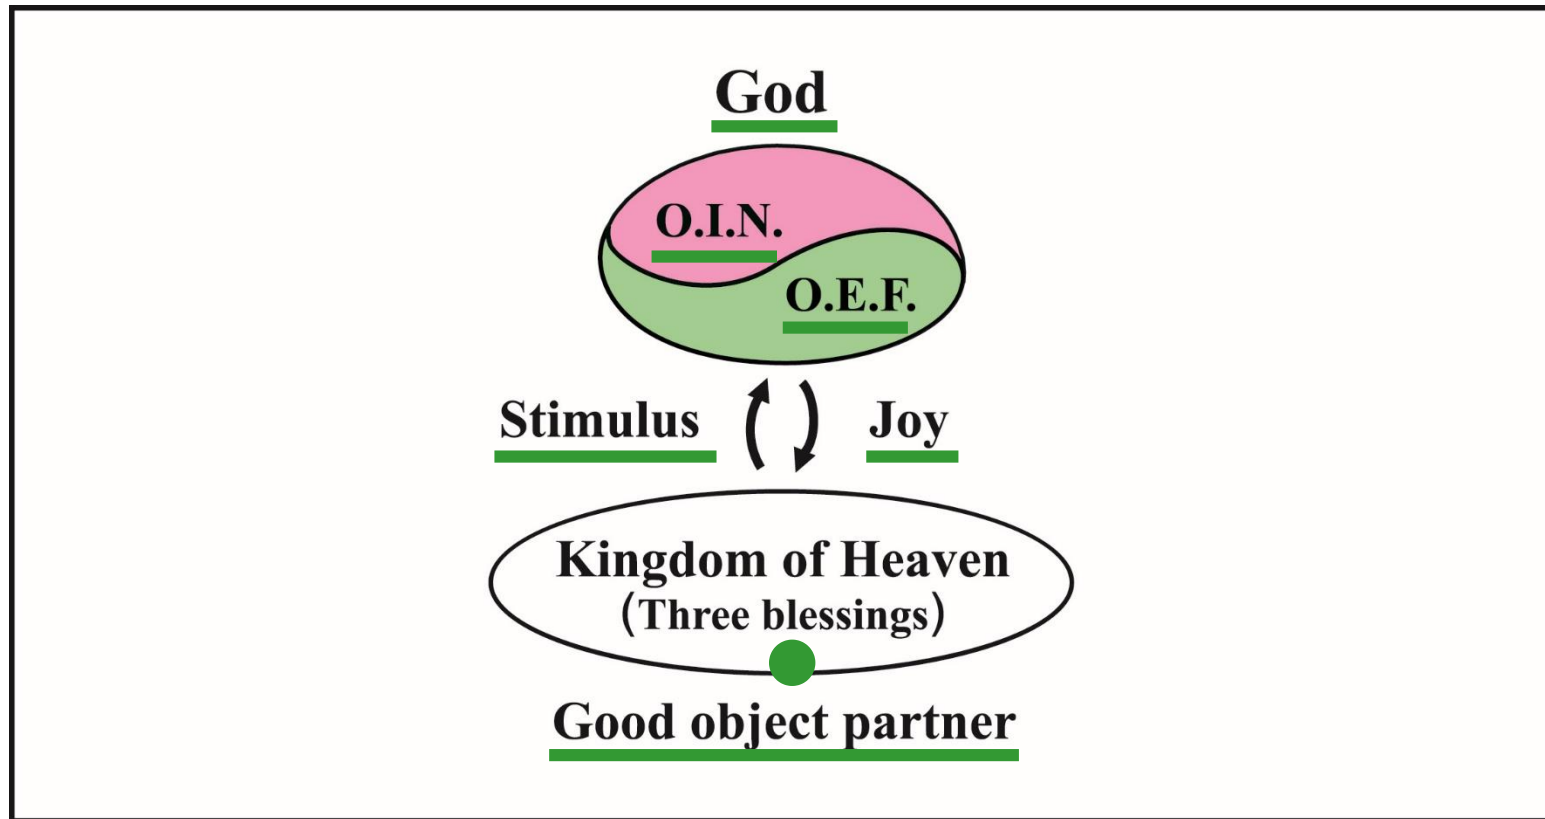 God
O.I.N.
O.E.F.
Stimulus
Joy
Kingdom of Heaven
(Three blessings)
Good object partner